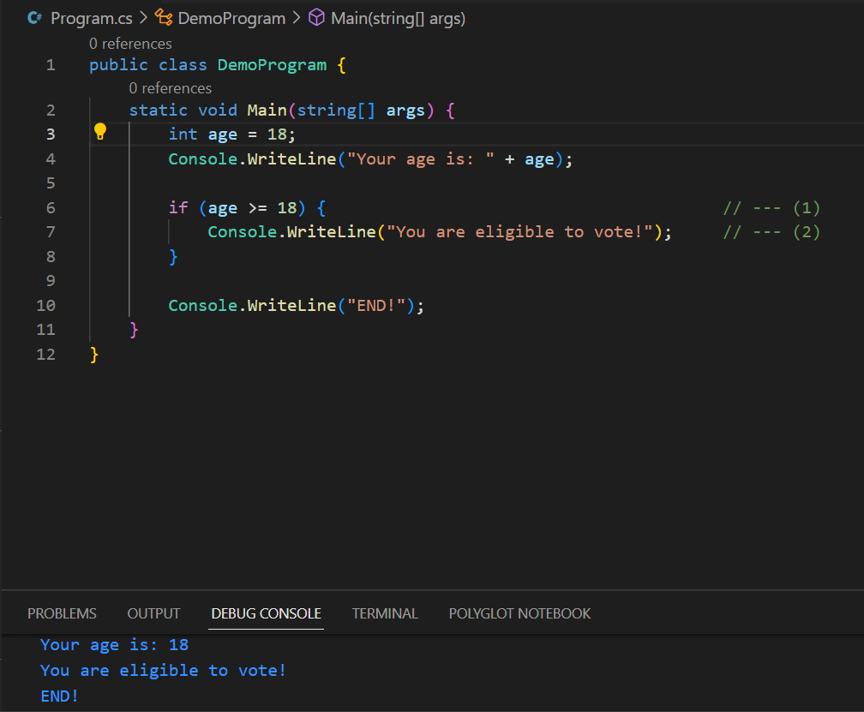 Program.cs > DemoProgram > Main(string[] args)
0 references
1 public class DemoProgram {
0 references
2 static void Main(string[] args) {
3 int age = 18;
4 Console.WriteLine("Your age is: " + age);
5
6 if (age >= 18) { // --- (1)
7 Console.WriteLine("You are eligible to vote!"); // --- (2)
8 }
9
10 Console.WriteLine("END!");
11 }
12 }
PROBLEMS OUTPUT DEBUG CONSOLE TERMINAL POLYGLOT NOTEBOOK
Your age is: 18
You are eligible to vote!
END!